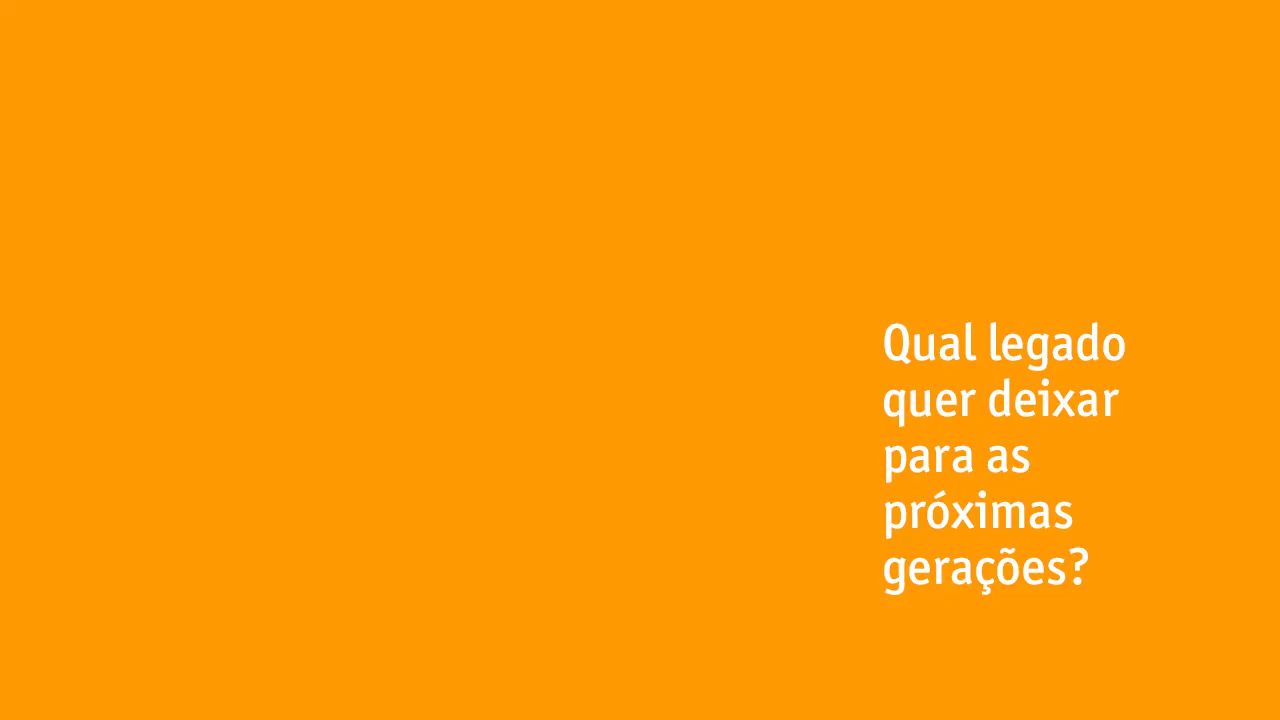 Qual legado
quer deixar
para as
próximas
gerações?